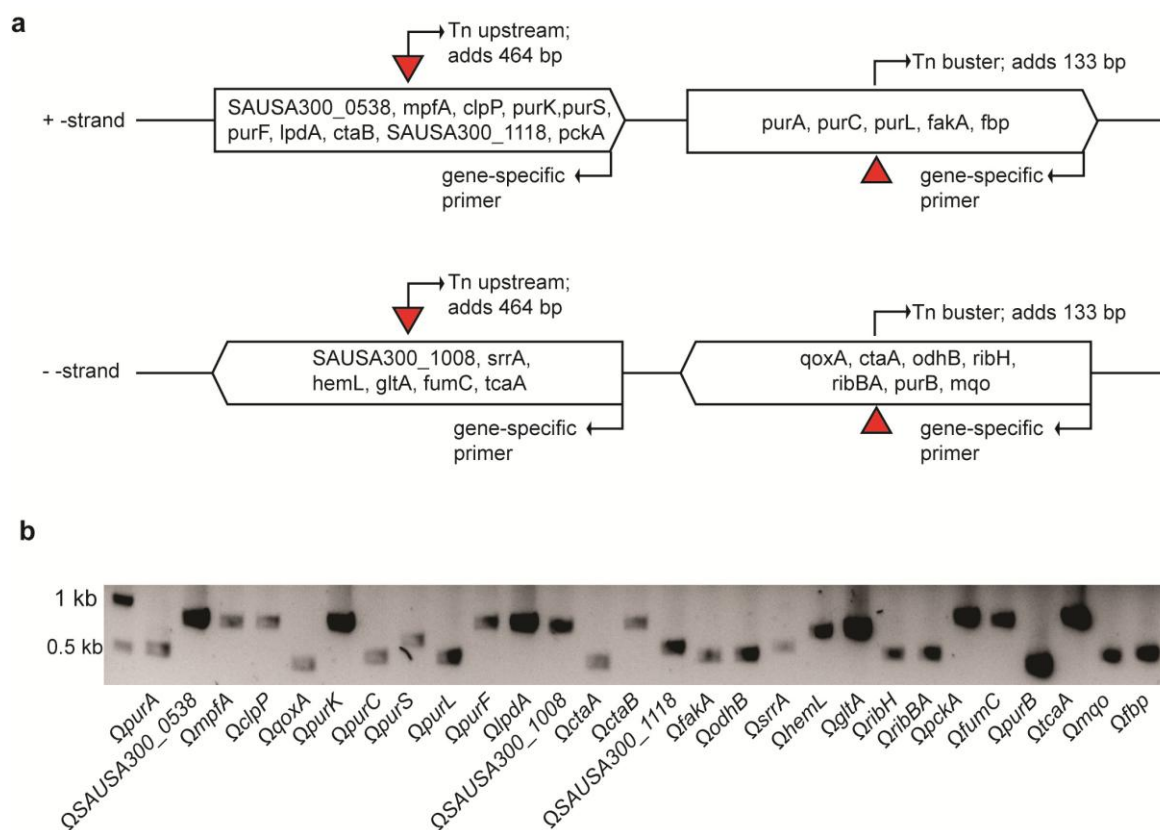 a
Tn upstream;
adds 464 bp
Tn buster; adds 133 bp
+ -strand
SAUSA300_0538, mpfA, clpP, purK,purS,
purF, lpdA, ctaB, SAUSA300_1118, pckA
purA, purC, purL, fakA, fbp
gene-specific
primer
gene-specific
primer
Tn upstream;
adds 464 bp
Tn buster; adds 133 bp
- -strand
SAUSA300_1008, srrA,
hemL, gltA, fumC, tcaA
qoxA, ctaA, odhB, ribH,
ribBA, purB, mqo
gene-specific
primer
gene-specific
primer
b
1 kb
0.5 kb
ΩpurA
ΩSAUSA300_0538
ΩmpfA
ΩclpP
ΩqoxA
ΩpurK
ΩpurC
ΩpurS
ΩpurL
ΩpurF
ΩlpdA
ΩSAUSA300_1008
ΩctaA
ΩctaB
ΩSAUSA300_1118
ΩfakA
ΩodhB
ΩsrrA
ΩhemL
ΩgltA
ΩribH
ΩribBA
ΩpckA
ΩfumC
ΩpurB
ΩtcaA
Ωmqo
Ωfbp